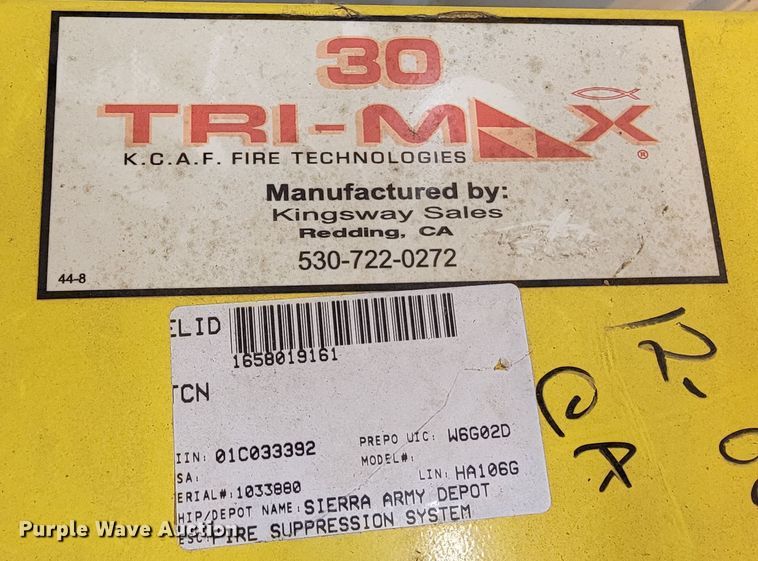 30
TRI-MAX
®
K.C.A.F. FIRE TECHNOLOGIES
Manufactured by:
Kingsway Sales
Redding, CA
530-722-0272
44-8
ELID
1658019161
TCN
IIN: 01C033392
PREPO UIC: W6G02D
SA:
MODEL#:
LIN: HA106G
ERIAL#: 1033880
HIP/DEPOT NAME: SIERRA ARMY DEPOT
ESC: FIRE SUPPRESSION SYSTEM
Purple Wave Auction